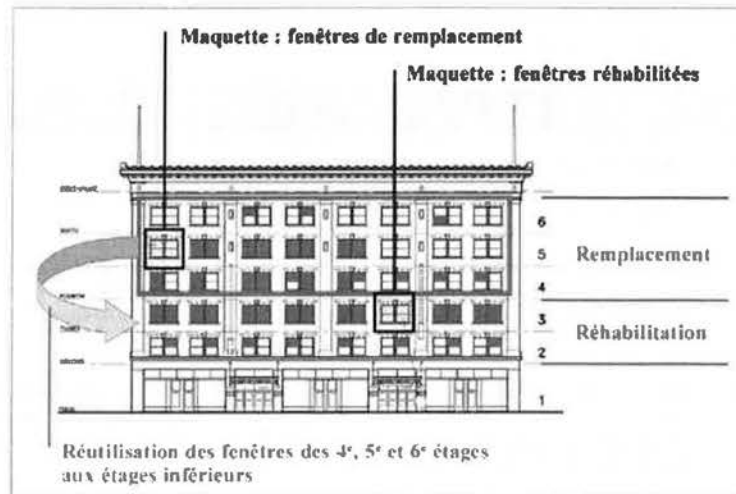 Maquette : fenêtres de remplacement
Maquette : fenêtres réhabilitées
6
5
Remplacement
4
3
Réhabilitation
2
1
Réutilisation des fenêtres des 4e, 5e et 6e étages
aux étages inférieurs